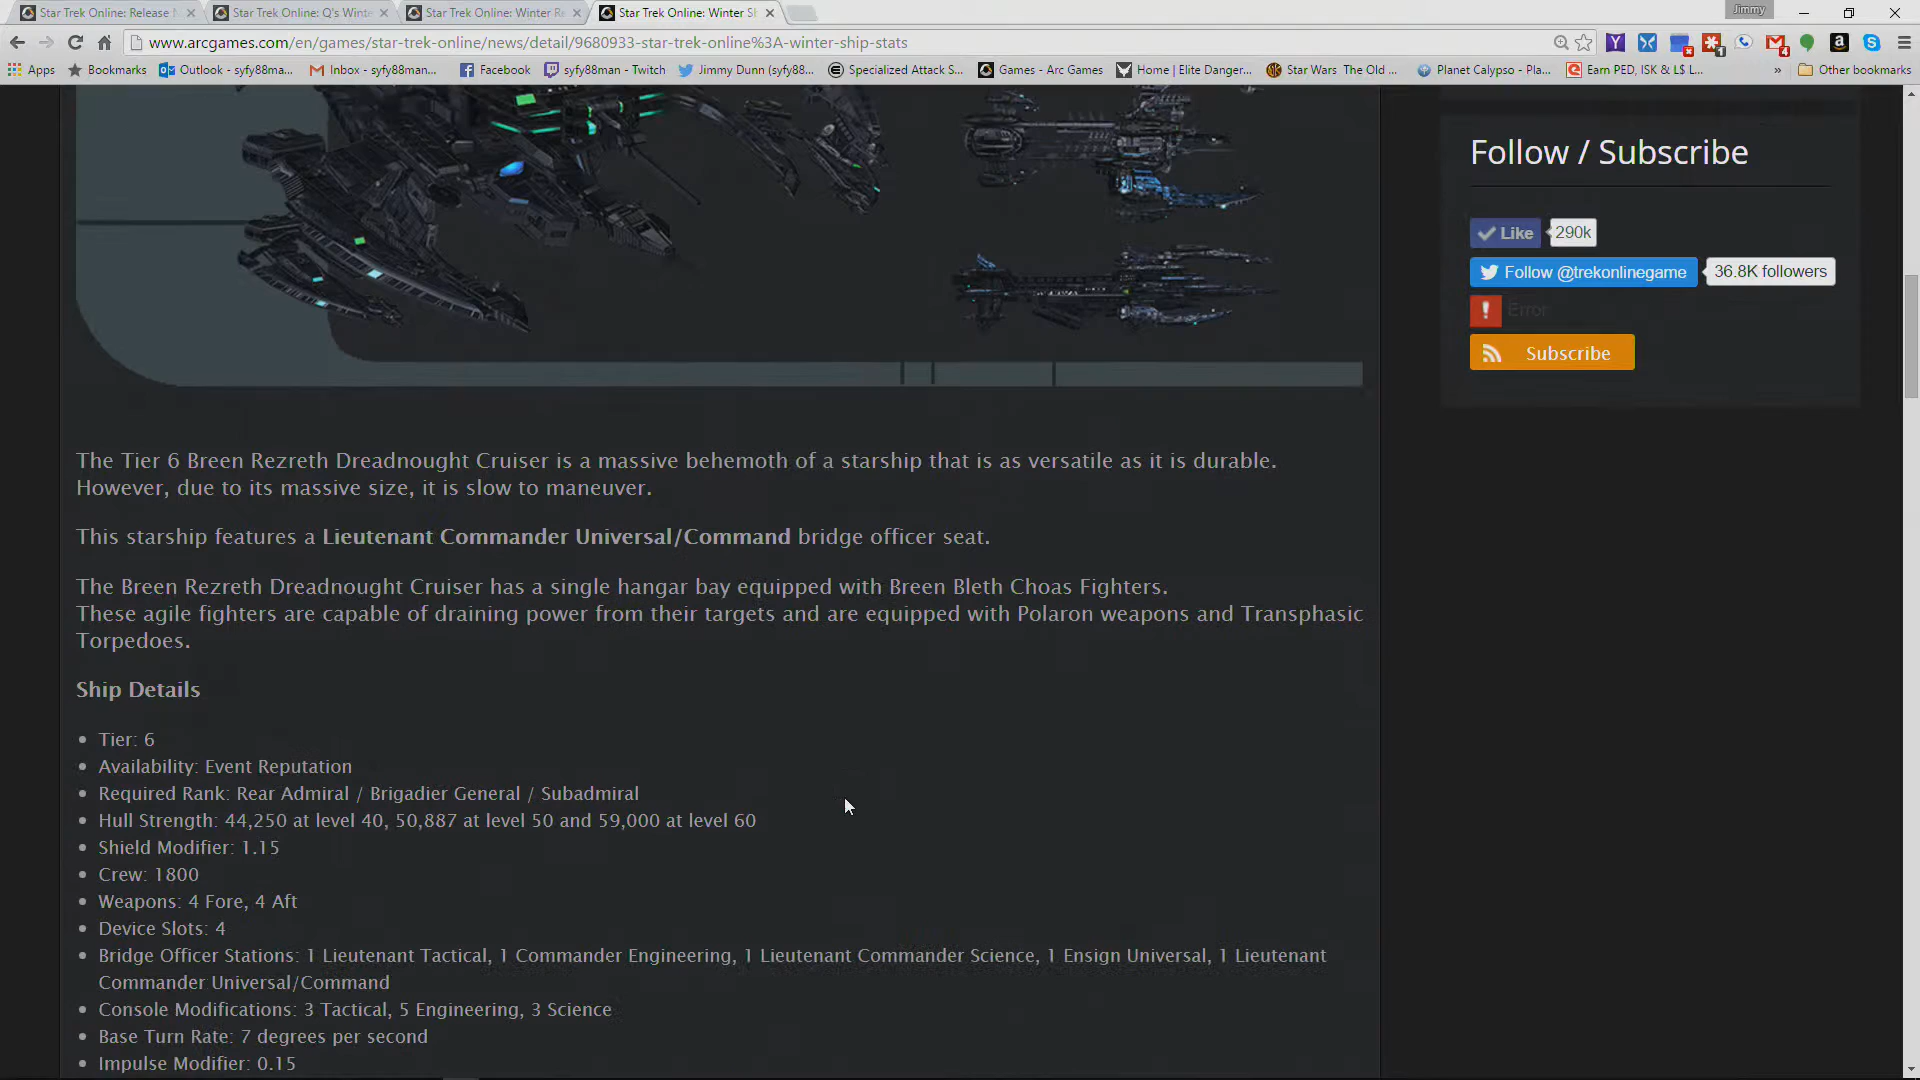 Star Trek Online: Release N
Star Trek Online: Q's Winte
Star Trek Online: Winter Re
Star Trek Online: Winter Sh
Jimmy
www.arcgames.com/en/games/star-trek-online/news/detail/9680933-star-trek-online%3A-winter-ship-stats
Apps
Bookmarks
Outlook - syfy88ma...
Inbox - syfy88man...
Facebook
syfy88man - Twitch
Jimmy Dunn (syfy88...
Specialized Attack S...
Games - Arc Games
Home | Elite Danger...
Star Wars  The Old ...
Planet Calypso - Pla...
Earn PED, ISK & L$ L...
» Other bookmarks
Follow / Subscribe
Like 290k
Follow @trekonlinegame 36.8K followers
! Error
Subscribe
The Tier 6 Breen Rezreth Dreadnought Cruiser is a massive behemoth of a starship that is as versatile as it is durable.
However, due to its massive size, it is slow to maneuver.
This starship features a Lieutenant Commander Universal/Command bridge officer seat.
The Breen Rezreth Dreadnought Cruiser has a single hangar bay equipped with Breen Bleth Choas Fighters.
These agile fighters are capable of draining power from their targets and are equipped with Polaron weapons and Transphasic
Torpedoes.
Ship Details
• Tier: 6
• Availability: Event Reputation
• Required Rank: Rear Admiral / Brigadier General / Subadmiral
• Hull Strength: 44,250 at level 40, 50,887 at level 50 and 59,000 at level 60
• Shield Modifier: 1.15
• Crew: 1800
• Weapons: 4 Fore, 4 Aft
• Device Slots: 4
• Bridge Officer Stations: 1 Lieutenant Tactical, 1 Commander Engineering, 1 Lieutenant Commander Science, 1 Ensign Universal, 1 Lieutenant
Commander Universal/Command
• Console Modifications: 3 Tactical, 5 Engineering, 3 Science
• Base Turn Rate: 7 degrees per second
• Impulse Modifier: 0.15